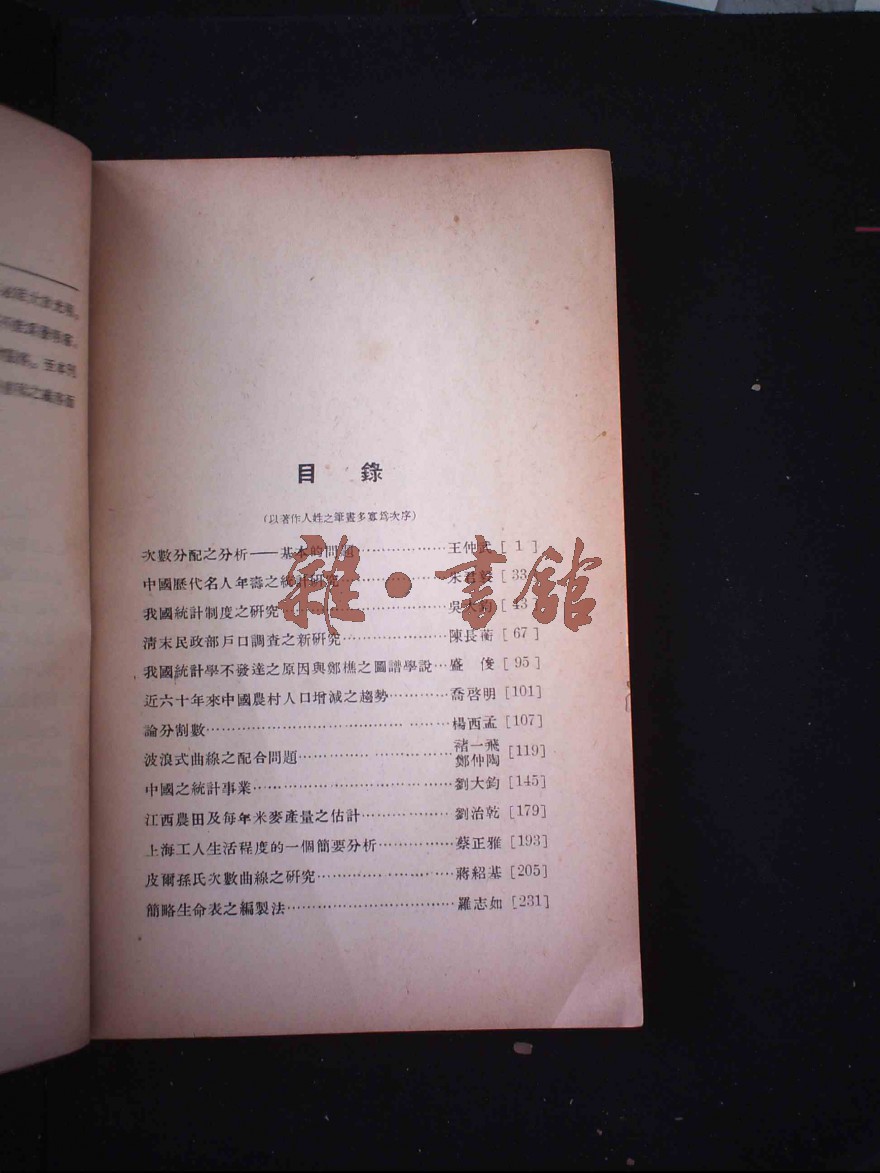 目 錄
(以著作人姓之筆畫多寡爲次序)
次數分配之分析——基本的問題………………王仲武 [ 1 ]
中國歷代名人年壽之統計研究………………朱君毅 [ 33 ]
我國統計制度之研究………………吳大鈞 [ 43 ]
清末民政部戶口調查之新研究………………陳長蘅 [ 67 ]
我國統計學不發達之原因與鄭樵之圖譜學說…盛 俊 [ 95 ]
近六十年來中國農村人口增減之趨勢…………喬啓明 [101]
論分割數………………楊西孟 [107]
波浪式曲線之配合問題………………褚一飛 鄭仲陶 [119]
中國之統計事業………………劉大鈞 [145]
江西農田及每年米麥產量之估計………………劉治乾 [179]
上海工人生活程度的一個簡要分析……………蔡正雅 [193]
皮爾孫氏次數曲線之研究………………蔣紹基 [205]
簡略生命表之編製法………………羅志如 [231]
雜·書館